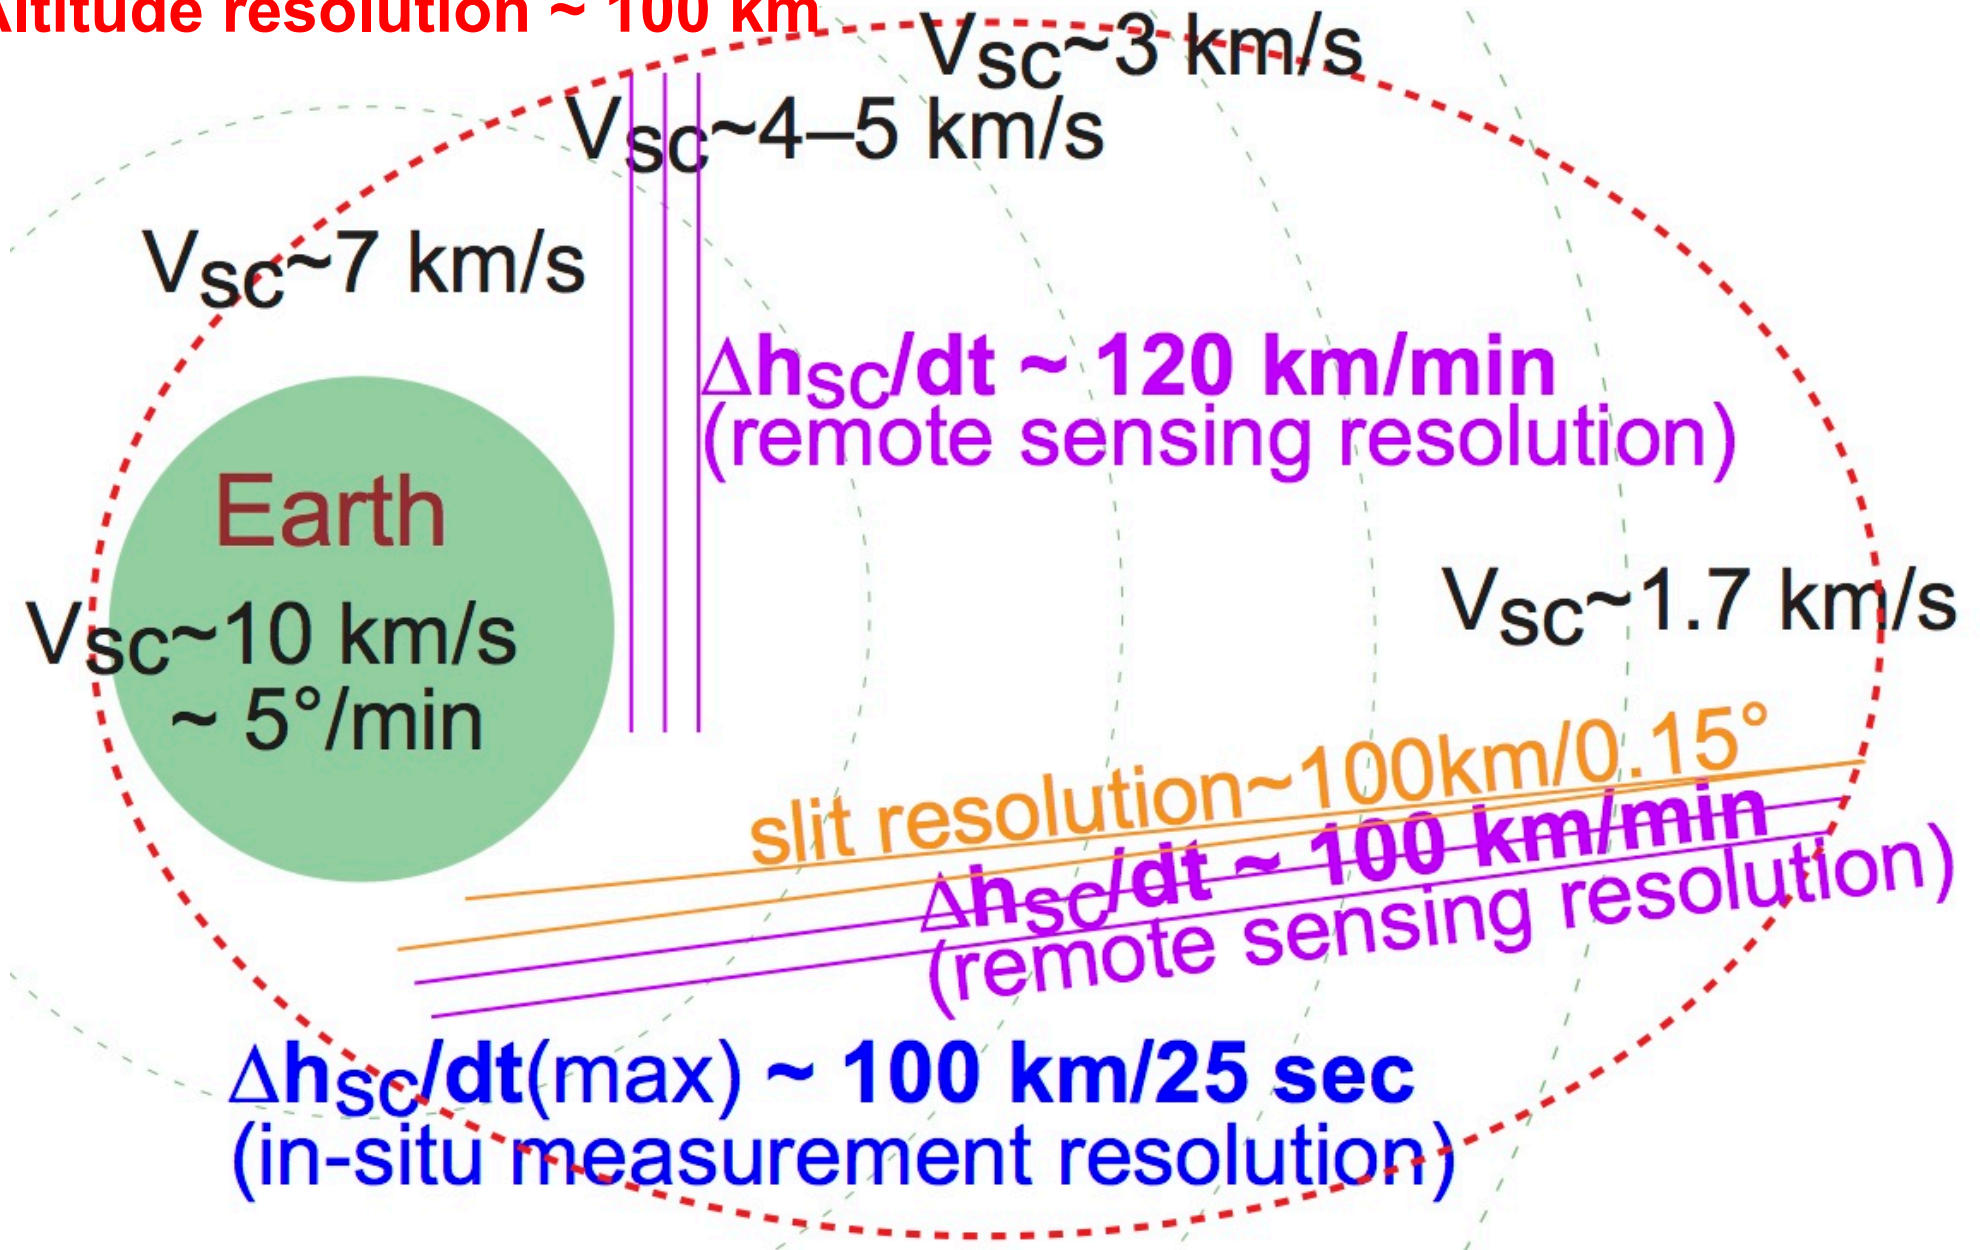 Altitude resolution ~ 100 km
Vsc~3 km/s
Vsc~4–5 km/s
Vsc~7 km/s
Δhsc/dt ~ 120 km/min
(remote sensing resolution)
Earth
Vsc~10 km/s
~ 5°/min
Vsc~1.7 km/s
slit resolution~100km/0.15°
Δhsc/dt ~ 100 km/min
(remote sensing resolution)
Δhsc/dt(max) ~ 100 km/25 sec
(in-situ measurement resolution)